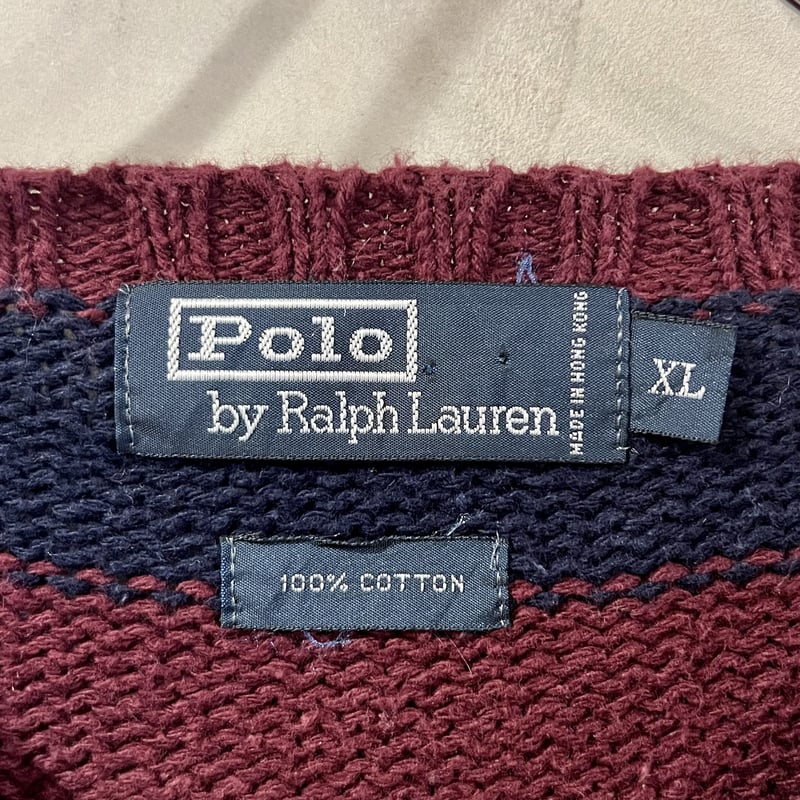 Polo
by Ralph Lauren
MADE IN HONG KONG
XL
100% COTTON